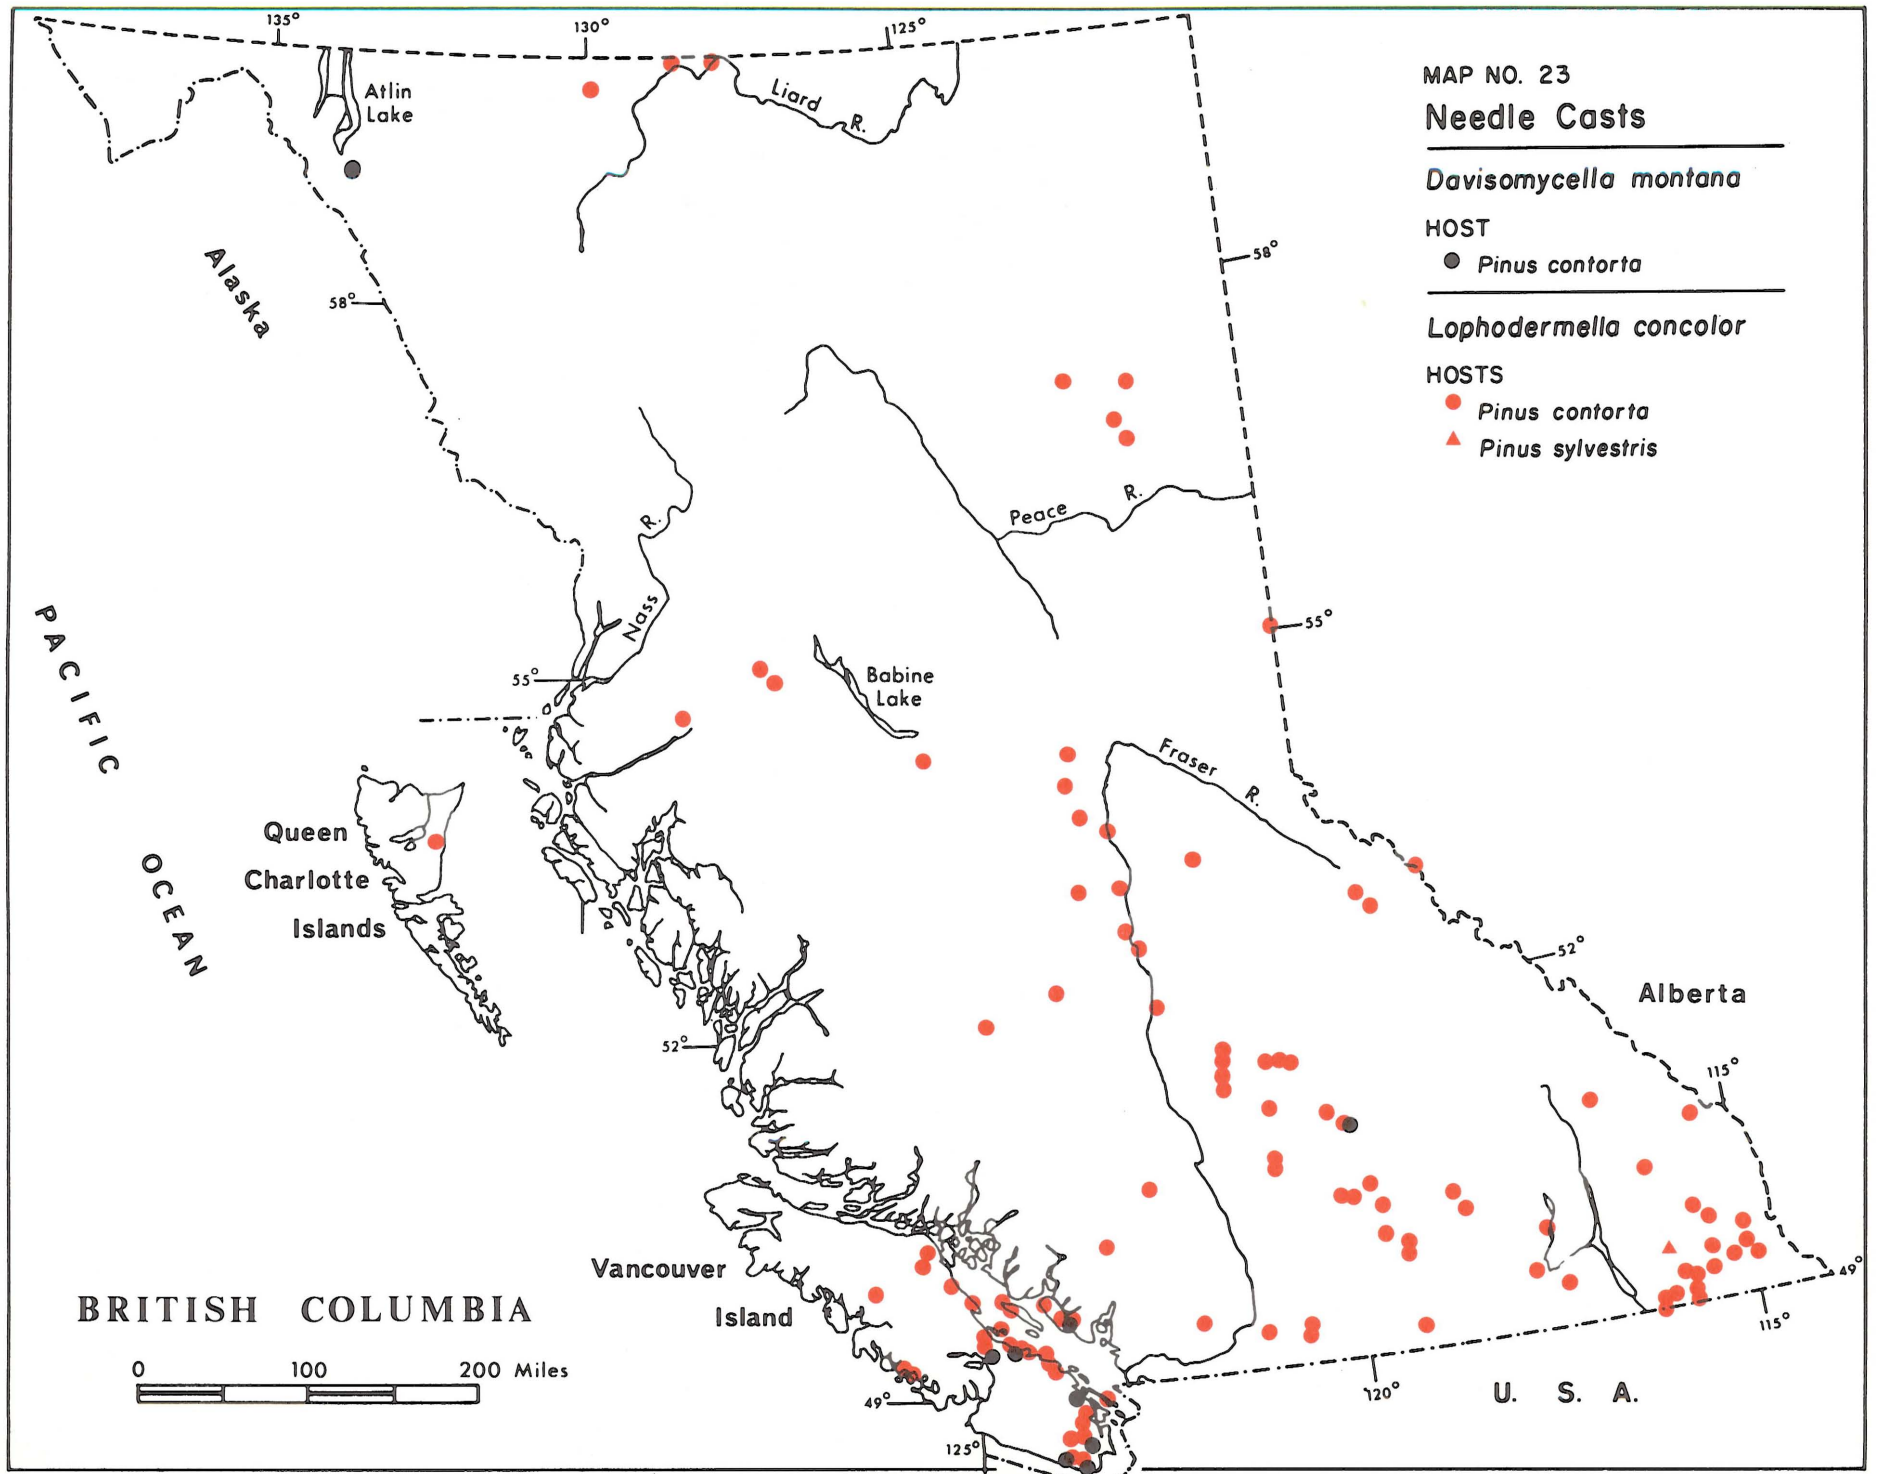 135°
130°
125°
MAP NO. 23
Needle Casts
Davisomycella montana
HOST
Pinus contorta
Lophodermella concolor
HOSTS
Pinus contorta
Pinus sylvestris
Atlin
Lake
Liard R.
Alaska
58°
58°
Peace R.
Nass R.
55°
55°
Babine
Lake
PACIFIC
OCEAN
Fraser R.
Queen
Charlotte
Islands
52°
52°
Alberta
115°
Vancouver
Island
BRITISH COLUMBIA
0 100 200 Miles
49°
49°
115°
120°
U. S. A.
125°